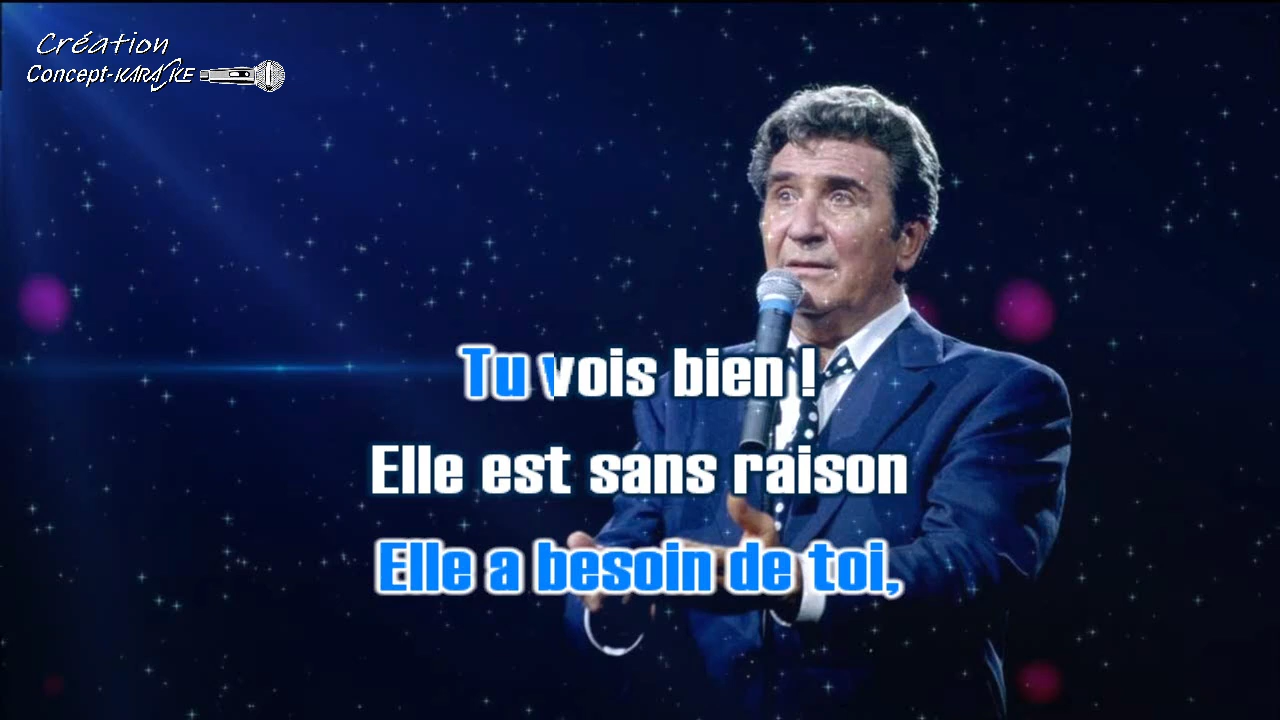 Création
Concept-KARAOKE
Tu vois bien !
Elle est sans raison
Elle a besoin de toi,